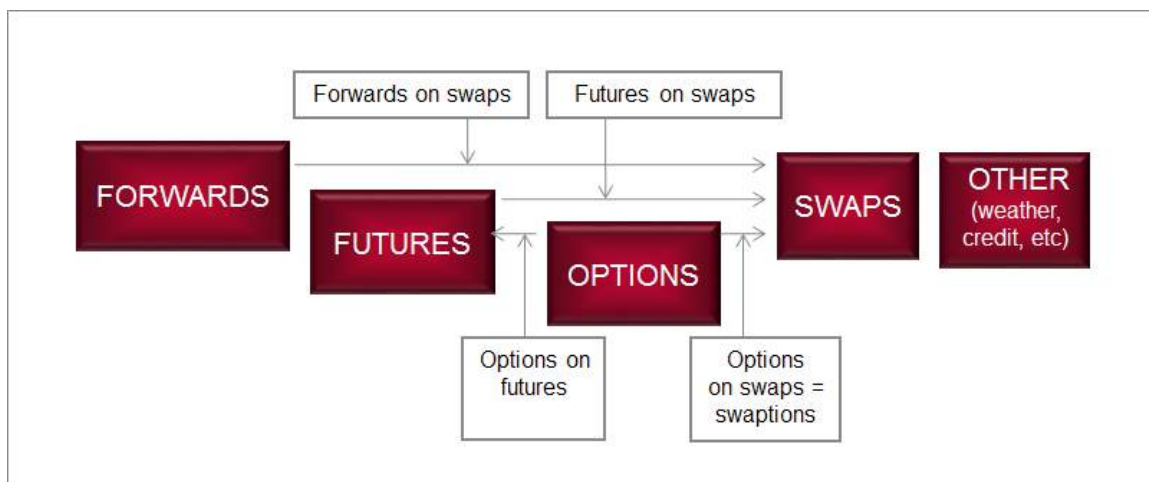 Forwards on swaps
Futures on swaps
FORWARDS
FUTURES
OPTIONS
SWAPS
OTHER
(weather,
credit, etc)
Options on
futures
Options
on swaps =
swaptions